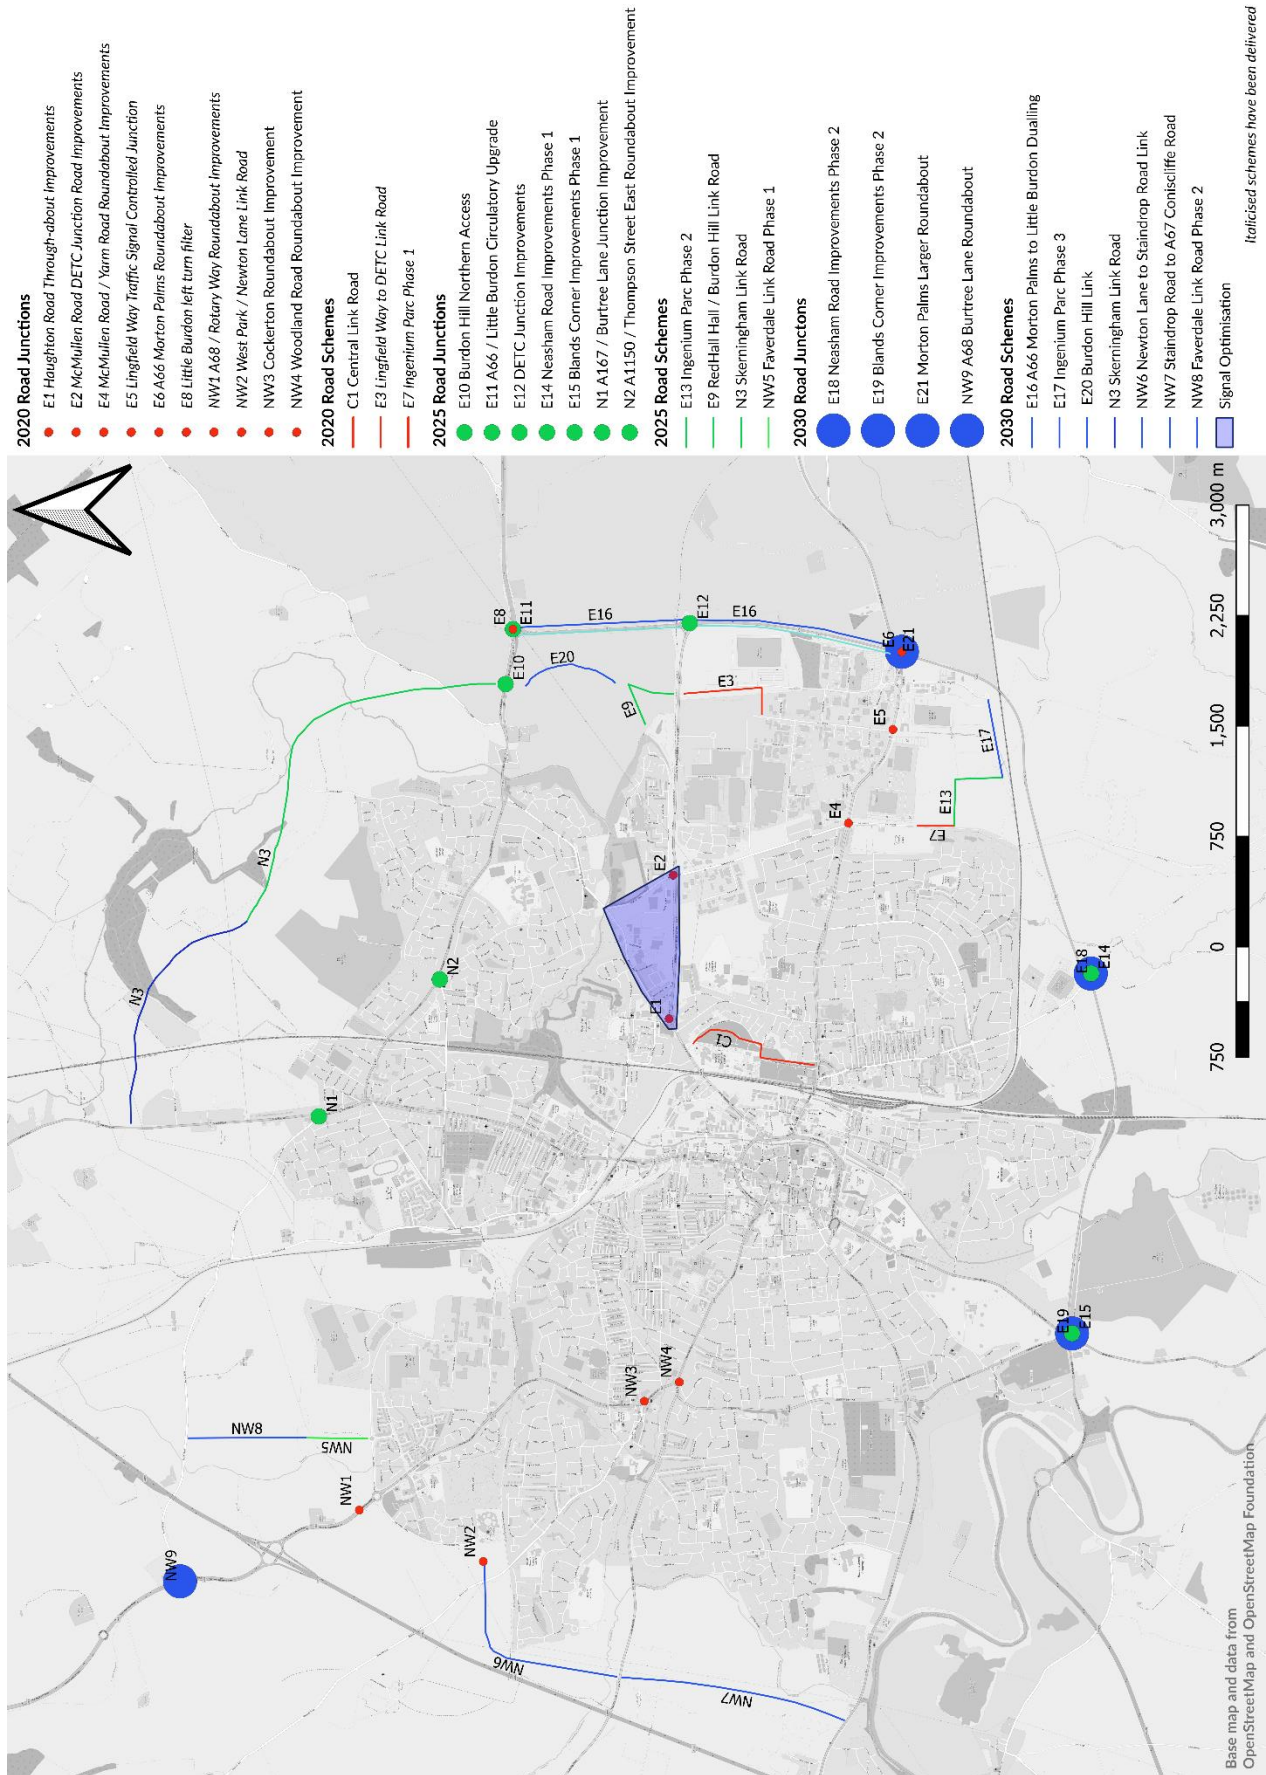 2020 Road Junctions
E1 Haughton Road Through-about Improvements
E2 McMullen Road DETC Junction Road Improvements
E4 McMullen Road / Yarm Road Roundabout Improvements
E5 Lingfield Way Traffic Signal Controlled Junction
E6 A66 Morton Palms Roundabout Improvements
E8 Little Burdon left turn filter
NW1 A68 / Rotary Way Roundabout Improvements
NW2 West Park / Newton Lane Link Road
NW3 Cockerton Roundabout Improvement
NW4 Woodland Road Roundabout Improvement
2020 Road Schemes
C1 Central Link Road
E3 Lingfield Way to DETC Link Road
E7 Ingenium Parc Phase 1
2025 Road Junctions
E10 Burdon Hill Northern Access
E11 A66 / Little Burdon Circulatory Upgrade
E12 DETC Junction Improvements
E14 Neasham Road Improvements Phase 1
E15 Blands Corner Improvements Phase 1
N1 A167 / Burtree Lane Junction Improvement
N2 A1150 / Thompson Street East Roundabout Improvement
2025 Road Schemes
E13 Ingenium Parc Phase 2
E9 RedHall Hall / Burdon Hill Link Road
N3 Skerningham Link Road
NW5 Faverdale Link Road Phase 1
2030 Road Junctons
E18 Neasham Road Improvements Phase 2
E19 Blands Corner Improvements Phase 2
E21 Morton Palms Larger Roundabout
NW9 A68 Burtree Lane Roundabout
2030 Road Schemes
E16 A66 Morton Palms to Little Burdon Dualling
E17 Ingenium Parc Phase 3
E20 Burdon Hill Link
N3 Skerningham Link Road
NW6 Newton Lane to Staindrop Road Link
NW7 Staindrop Road to A67 Coniscliffe Road
NW8 Faverdale Link Road Phase 2
Signal Optimisation
Italicised schemes have been delivered
NW9
NW8
NW5
NW1
NW2
NW6
NW7
NW3
NW4
N1
N2
N3
N3
E10
E8
E11
E20
E16
E9
E12
E16
E3
E1
E2
C1
E4
E5
E6
E21
E7
E13
E17
E18
E14
E19
E15
750
0
750
1,500
2,250
3,000 m
Base map and data from
OpenStreetMap and OpenStreetMap Foundation